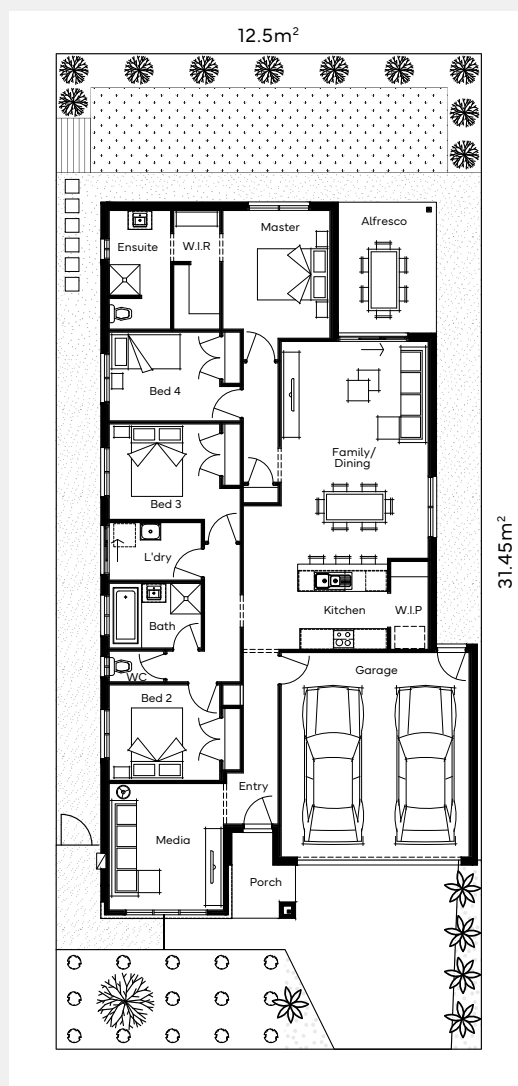 12.5m²
Master
Alfresco
Ensuite
W.I.R
Bed 4
Family/
Dining
Bed 3
31.45m²
L'dry
Kitchen
W.I.P
Bath
WC
Garage
Bed 2
Entry
Media
Porch